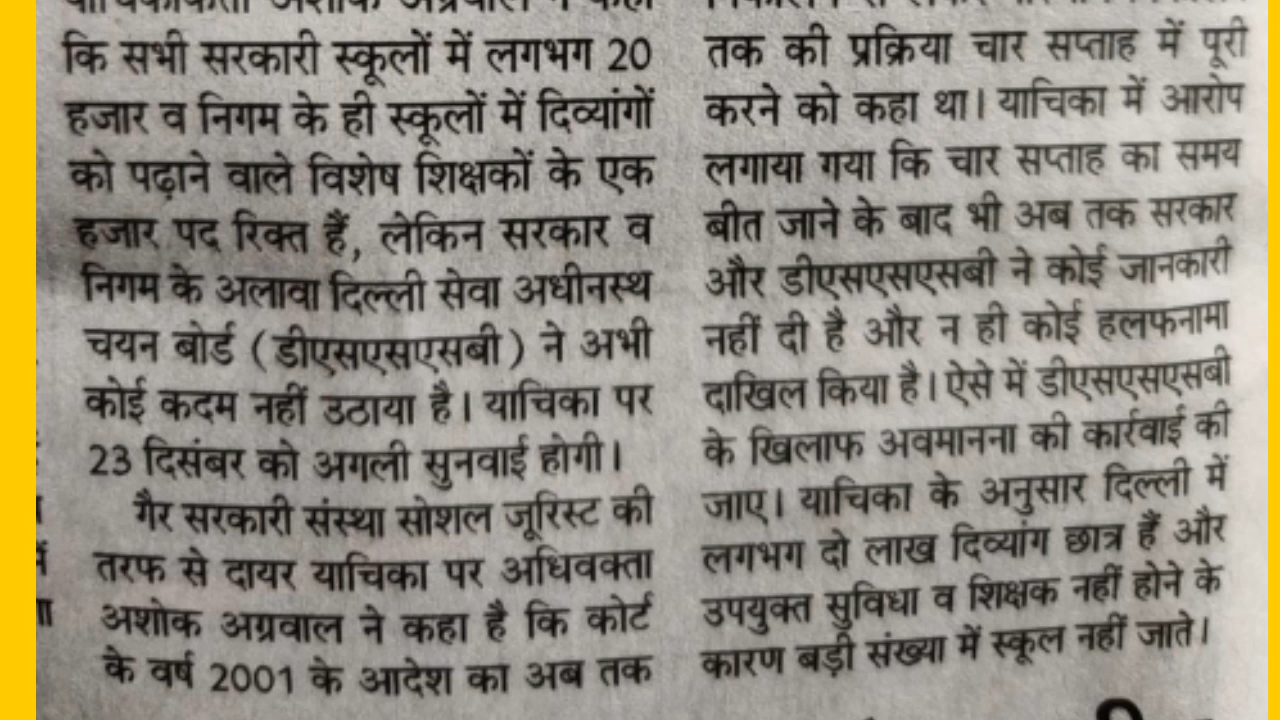 कि सभी सरकारी स्कूलों में लगभग 20
हजार व निगम के ही स्कूलों में दिव्यांगों
को पढ़ाने वाले विशेष शिक्षकों के एक
हजार पद रिक्त हैं, लेकिन सरकार व
निगम के अलावा दिल्ली सेवा अधीनस्थ
चयन बोर्ड (डीएसएसएसबी) ने अभी
कोई कदम नहीं उठाया है। याचिका पर
23 दिसंबर को अगली सुनवाई होगी।
गैर सरकारी संस्था सोशल जूरिस्ट की
तरफ से दायर याचिका पर अधिवक्ता
अशोक अग्रवाल ने कहा है कि कोर्ट
के वर्ष 2001 के आदेश का अब तक
तक की प्रक्रिया चार सप्ताह में पूरी
करने को कहा था। याचिका में आरोप
लगाया गया कि चार सप्ताह का समय
बीत जाने के बाद भी अब तक सरकार
और डीएसएसएसबी ने कोई जानकारी
नहीं दी है और न ही कोई हलफनामा
दाखिल किया है। ऐसे में डीएसएसएसबी
के खिलाफ अवमानना की कार्रवाई की
जाए। याचिका के अनुसार दिल्ली में
लगभग दो लाख दिव्यांग छात्र हैं और
उपयुक्त सुविधा व शिक्षक नहीं होने के
कारण बड़ी संख्या में स्कूल नहीं जाते।